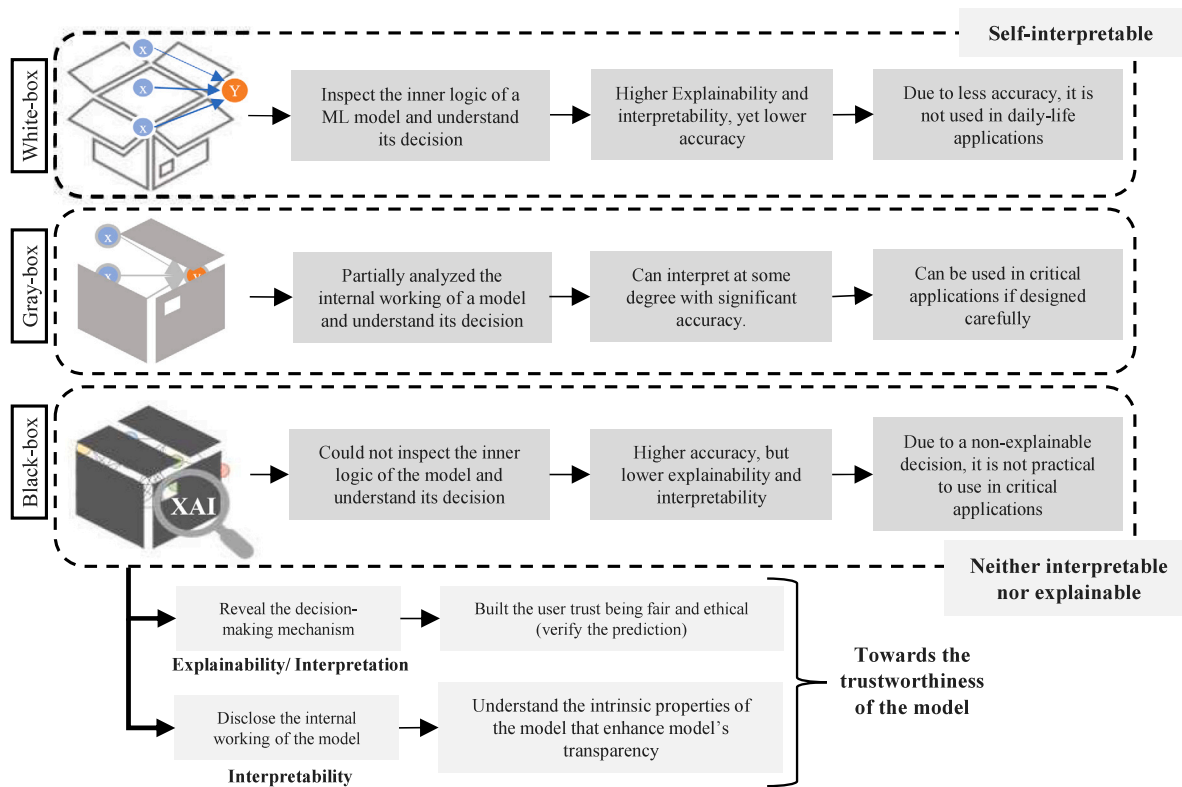 Self-interpretable
White-box
x
x
x
Y
Inspect the inner logic of a
ML model and understand
its decision
Higher Explainability and
interpretability, yet lower
accuracy
Due to less accuracy, it is
not used in daily-life
applications
Gray-box
x
x
Partially analyzed the
internal working of a model
and understand its decision
Can interpret at some
degree with significant
accuracy.
Can be used in critical
applications if designed
carefully
Black-box
XAI
Could not inspect the inner
logic of the model and
understand its decision
Higher accuracy, but
lower explainability and
interpretability
Due to a non-explainable
decision, it is not practical
to use in critical
applications
Neither interpretable
nor explainable
Reveal the decision-
making mechanism
Explainability/ Interpretation
Built the user trust being fair and ethical
(verify the prediction)
Disclose the internal
working of the model
Interpretability
Understand the intrinsic properties of
the model that enhance model’s
transparency
Towards the
trustworthiness
of the model